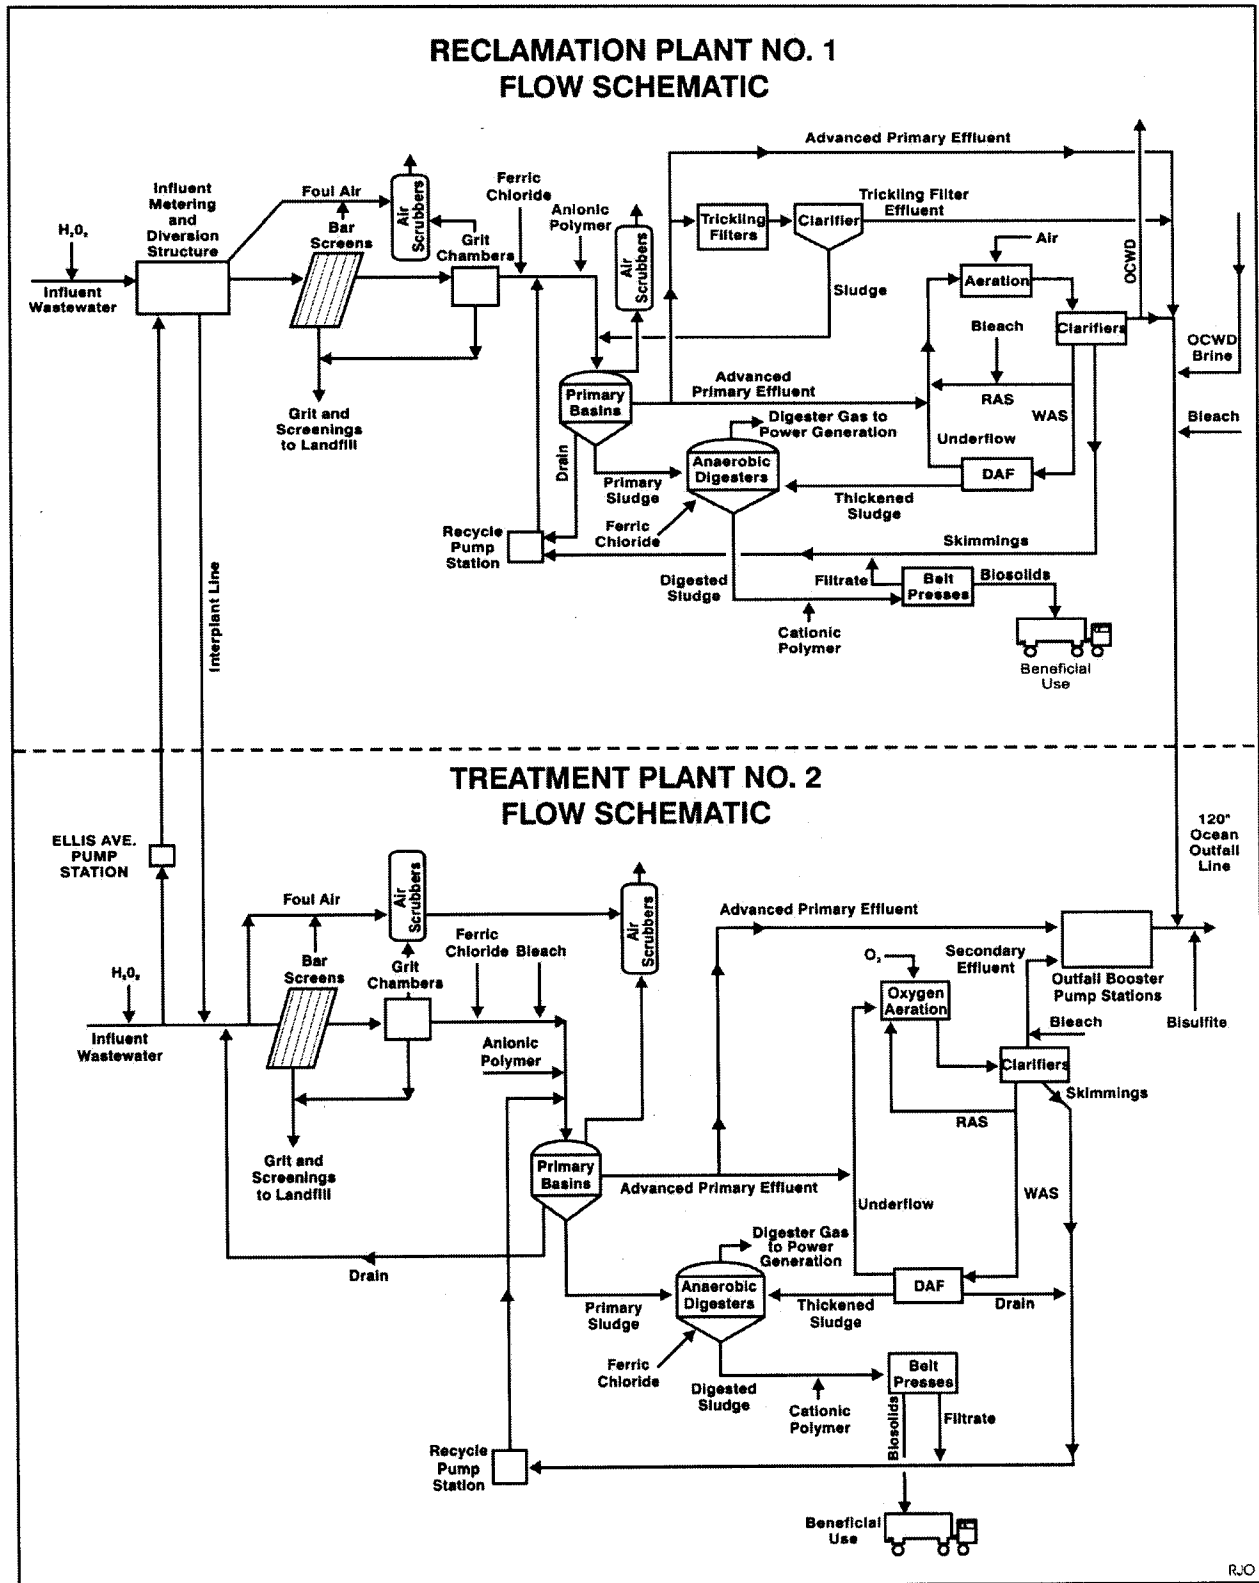 RECLAMATION PLANT NO. 1
FLOW SCHEMATIC
Advanced Primary Effluent
Influent
Metering
and
Diversion
Structure
H₂O₂
Influent
Wastewater
Foul Air
Bar
Screens
Air
Scrubbers
Grit
Chambers
Ferric
Chloride
Anionic
Polymer
Air
Scrubbers
Trickling
Filters
Clarifier
Trickling Filter
Effluent
Sludge
Air
Aeration
OCWD
Clarifiers
Bleach
RAS
WAS
OCWD
Brine
Bleach
Grit and
Screenings
to Landfill
Primary
Basins
Advanced
Primary Effluent
Digester Gas to
Power Generation
Underflow
Drain
Primary
Sludge
Anaerobic
Digesters
DAF
Thickened
Sludge
Ferric
Chloride
Recycle
Pump
Station
Skimmings
Digested
Sludge
Filtrate
Belt
Presses
Biosolids
Cationic
Polymer
Beneficial
Use
Interplant Line
TREATMENT PLANT NO. 2
FLOW SCHEMATIC
ELLIS AVE.
PUMP
STATION
120"
Ocean
Outfall
Line
Foul Air
Air
Scrubbers
Air
Scrubbers
H₂O₂
Influent
Wastewater
Bar
Screens
Grit
Chambers
Ferric
Chloride
Bleach
Anionic
Polymer
Advanced Primary Effluent
O₂
Oxygen
Aeration
Secondary
Effluent
Outfall Booster
Pump Stations
Bisulfite
Bleach
Clarifiers
Skimmings
RAS
WAS
Grit and
Screenings
to Landfill
Primary
Basins
Advanced Primary Effluent
Underflow
Drain
Digester Gas
to Power
Generation
Primary
Sludge
Anaerobic
Digesters
Thickened
Sludge
DAF
Drain
Ferric
Chloride
Digested
Sludge
Cationic
Polymer
Belt
Presses
Biosolids
Filtrate
Recycle
Pump
Station
Beneficial
Use
RJO